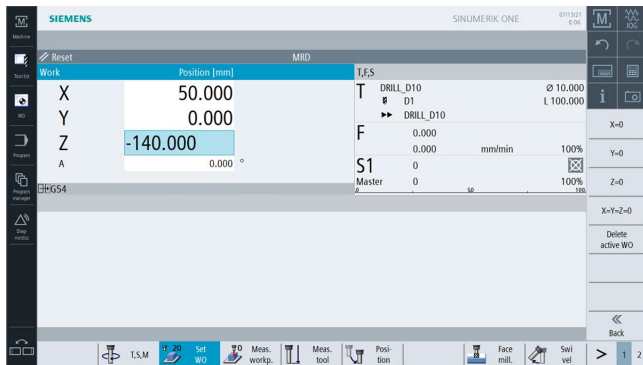 SIEMENS
SINUMERIK ONE
07/13/21
0:06
M
JOG
Machine
Reset
MRD
Tool list
Work
Position [mm]
T,F,S
X
50.000
T
DRILL_D10
Ø 10.000
D1
L 100.000
WO
Y
0.000
DRILL_D10
Z
-140.000
F
0.000
0.000
mm/min
100%
Program
A
0.000 °
S1
0
Master
0
100%
0
50
100
G54
Program
manager
Diag
nostics
X=0
Y=0
Z=0
X=Y=Z=0
Delete
active WO
Back
T,S,M
Set
WO
Meas.
workp.
Meas.
tool
Posi-
tion
Face
mill.
Swi
vel
>
1
2